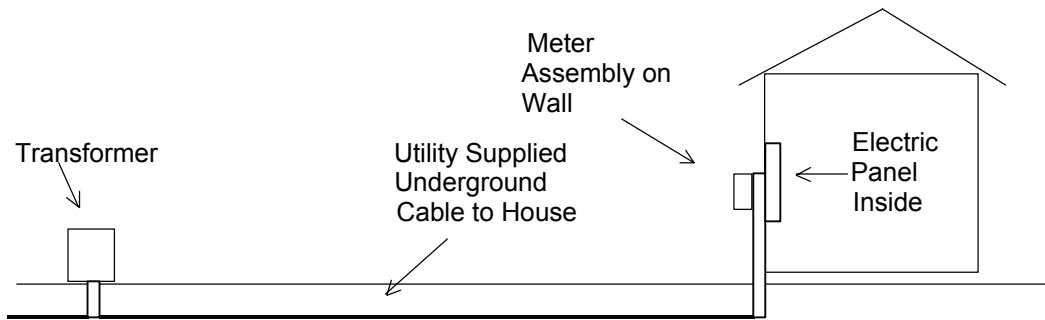 Meter
Assembly on
Wall
Transformer
Utility Supplied
Underground
Cable to House
Electric
Panel
Inside